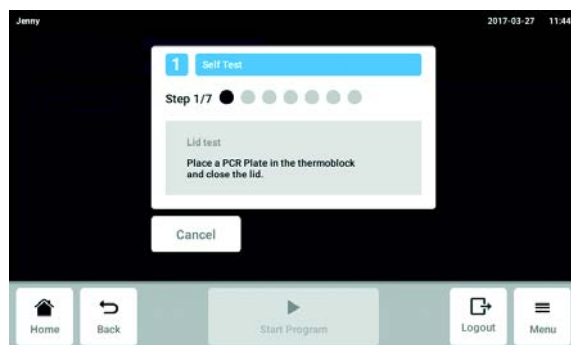 Jenny 2017-03-27 11:44
1 Self Test
Step 1/7
Lid test
Place a PCR Plate in the thermoblock
and close the lid.
Cancel
Home Back Start Program Logout Menu